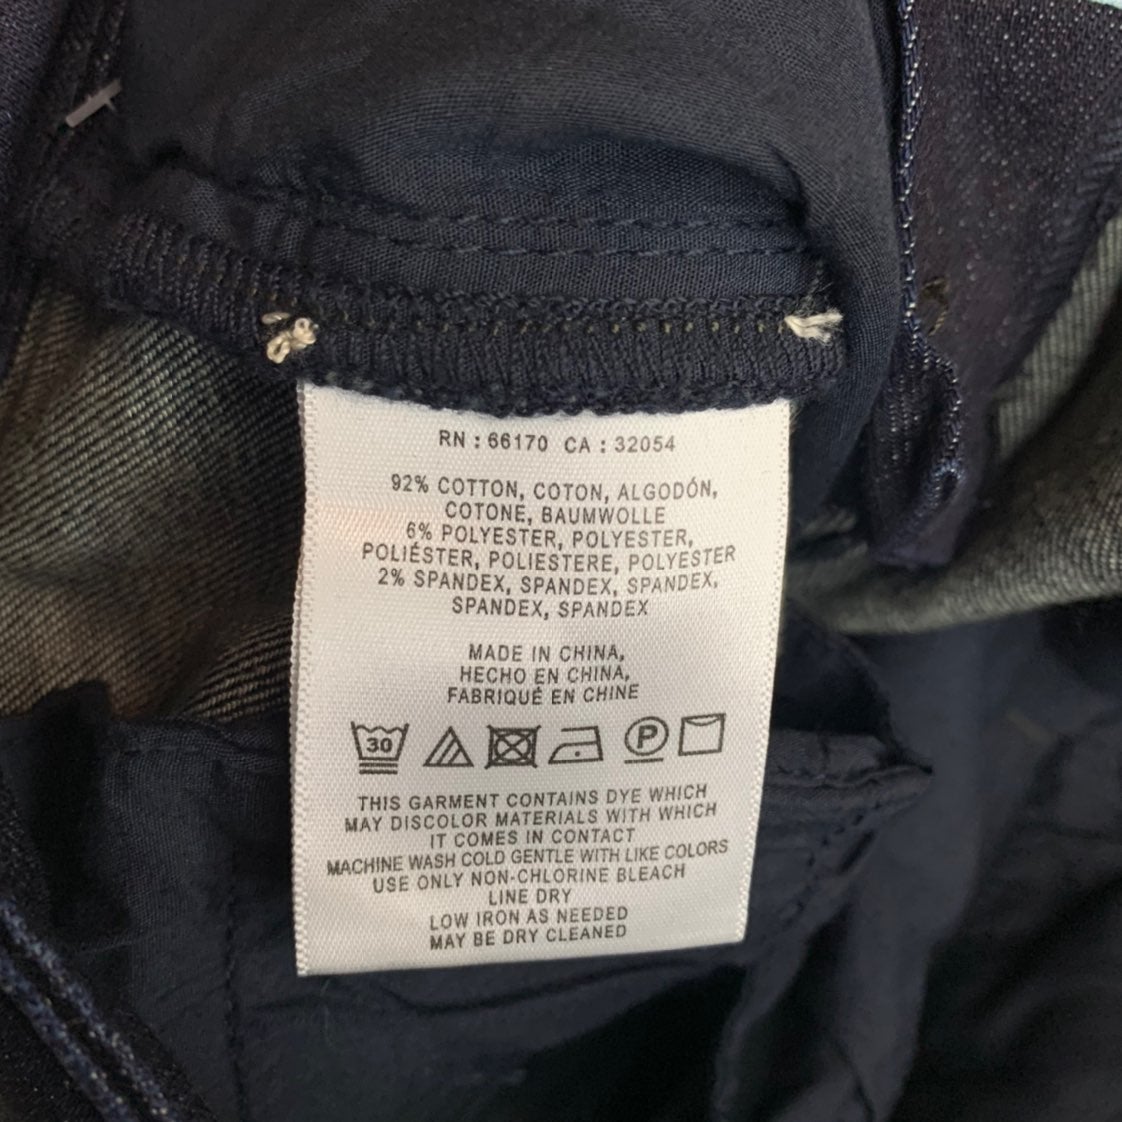 RN : 66170 CA : 32054
92% COTTON, COTON, ALGODÓN,
COTONE, BAUMWOLLE
6% POLYESTER, POLYESTER,
POLIÉSTER, POLIESTERE, POLYESTER
2% SPANDEX, SPANDEX, SPANDEX,
SPANDEX, SPANDEX
MADE IN CHINA,
HECHO EN CHINA,
FABRIQUÉ EN CHINE
30 P
THIS GARMENT CONTAINS DYE WHICH
MAY DISCOLOR MATERIALS WITH WHICH
IT COMES IN CONTACT
MACHINE WASH COLD GENTLE WITH LIKE COLORS
USE ONLY NON-CHLORINE BLEACH
LINE DRY
LOW IRON AS NEEDED
MAY BE DRY CLEANED